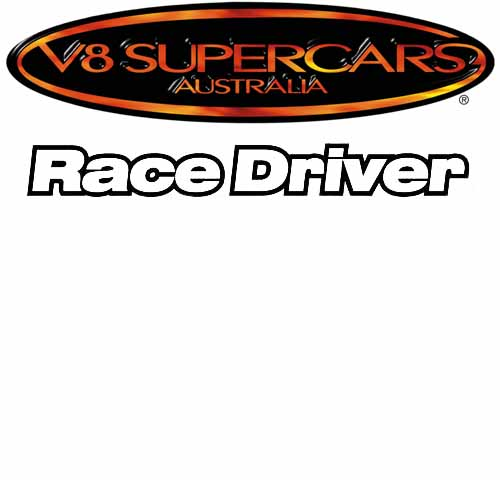 V8 SUPERCARS
AUSTRALIA
®
Race Driver